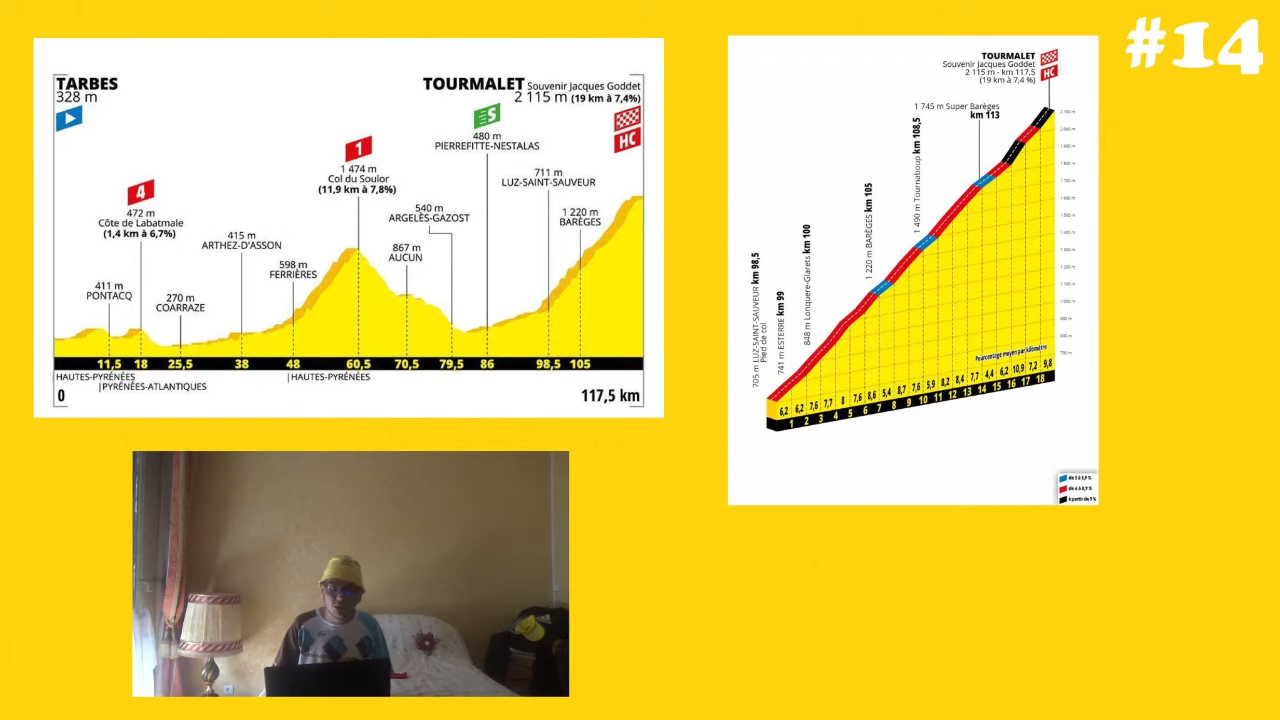 #14
TARBES
328 m
TOURMALET Souvenir Jacques Goddet
2 115 m (19 km à 7,4%)
S
HC
480 m
PIERREFITTE-NESTALAS
1
1 474 m
Col du Soulor
(11,9 km à 7,8%)
711 m
LUZ-SAINT-SAUVEUR
4
472 m
Côte de Labatmale
(1,4 km à 6,7%)
540 m
ARGELÈS-GAZOST
1 220 m
BARÈGES
415 m
ARTHEZ-D'ASSON
867 m
AUCUN
598 m
FERRIÈRES
411 m
PONTACQ
270 m
COARRAZE
11,5 18 25,5 38 48 60,5 70,5 79,5 86 98,5 105
HAUTES-PYRÉNÉES
PYRÉNÉES-ATLANTIQUES
HAUTES-PYRÉNÉES
0
117,5 km
TOURMALET
Souvenir Jacques Goddet
2 115 m - km 117,5
(19 km à 7,4 %)
HC
1 745 m Super Barèges
km 113
1 490 m Tournaboup km 108,5
1 220 m BARÈGES km 105
848 m Lonquere-Glarets km 100
741 m ESTERRE km 99
705 m LUZ-SAINT-SAUVEUR km 98,5
Pied de col
Pourcentage moyen par kilomètre
6,2 6,2 7,6 7,7 8 7,6 8,6 5,4 8,7 7,6 5,9 8,2 8,4 7,7 4,4 6,2 10,9 7,2 9,8
1 2 3 4 5 6 7 8 9 10 11 12 13 14 15 16 17 18